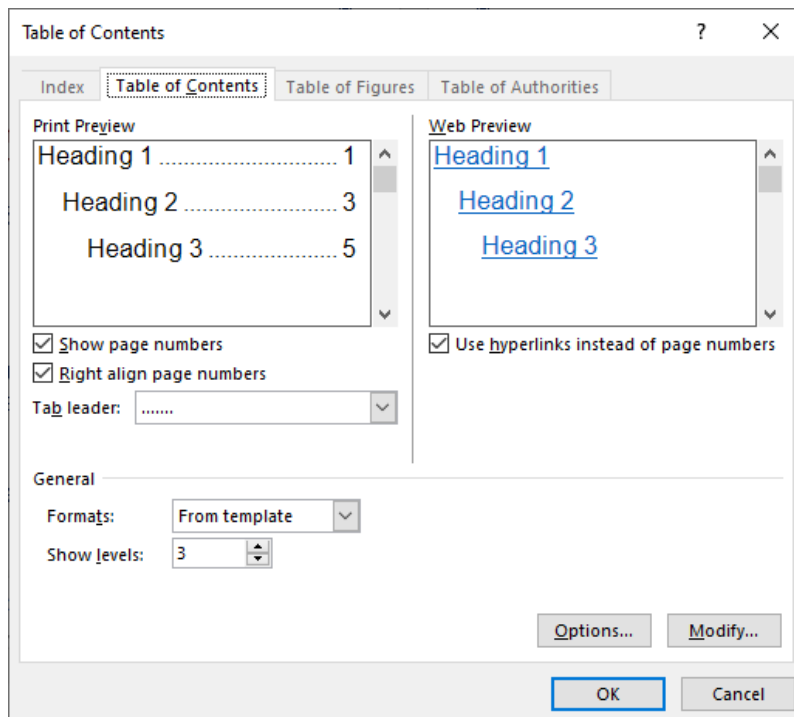 Table of Contents ? ×
Index Table of Contents Table of Figures Table of Authorities
Print Preview
Heading 1 .............................. 1
Heading 2 ......................... 3
Heading 3 ..................... 5
Show page numbers
Right align page numbers
Tab leader: .......
Web Preview
Heading 1
Heading 2
Heading 3
Use hyperlinks instead of page numbers
General
Formats: From template
Show levels: 3
Options... Modify...
OK Cancel